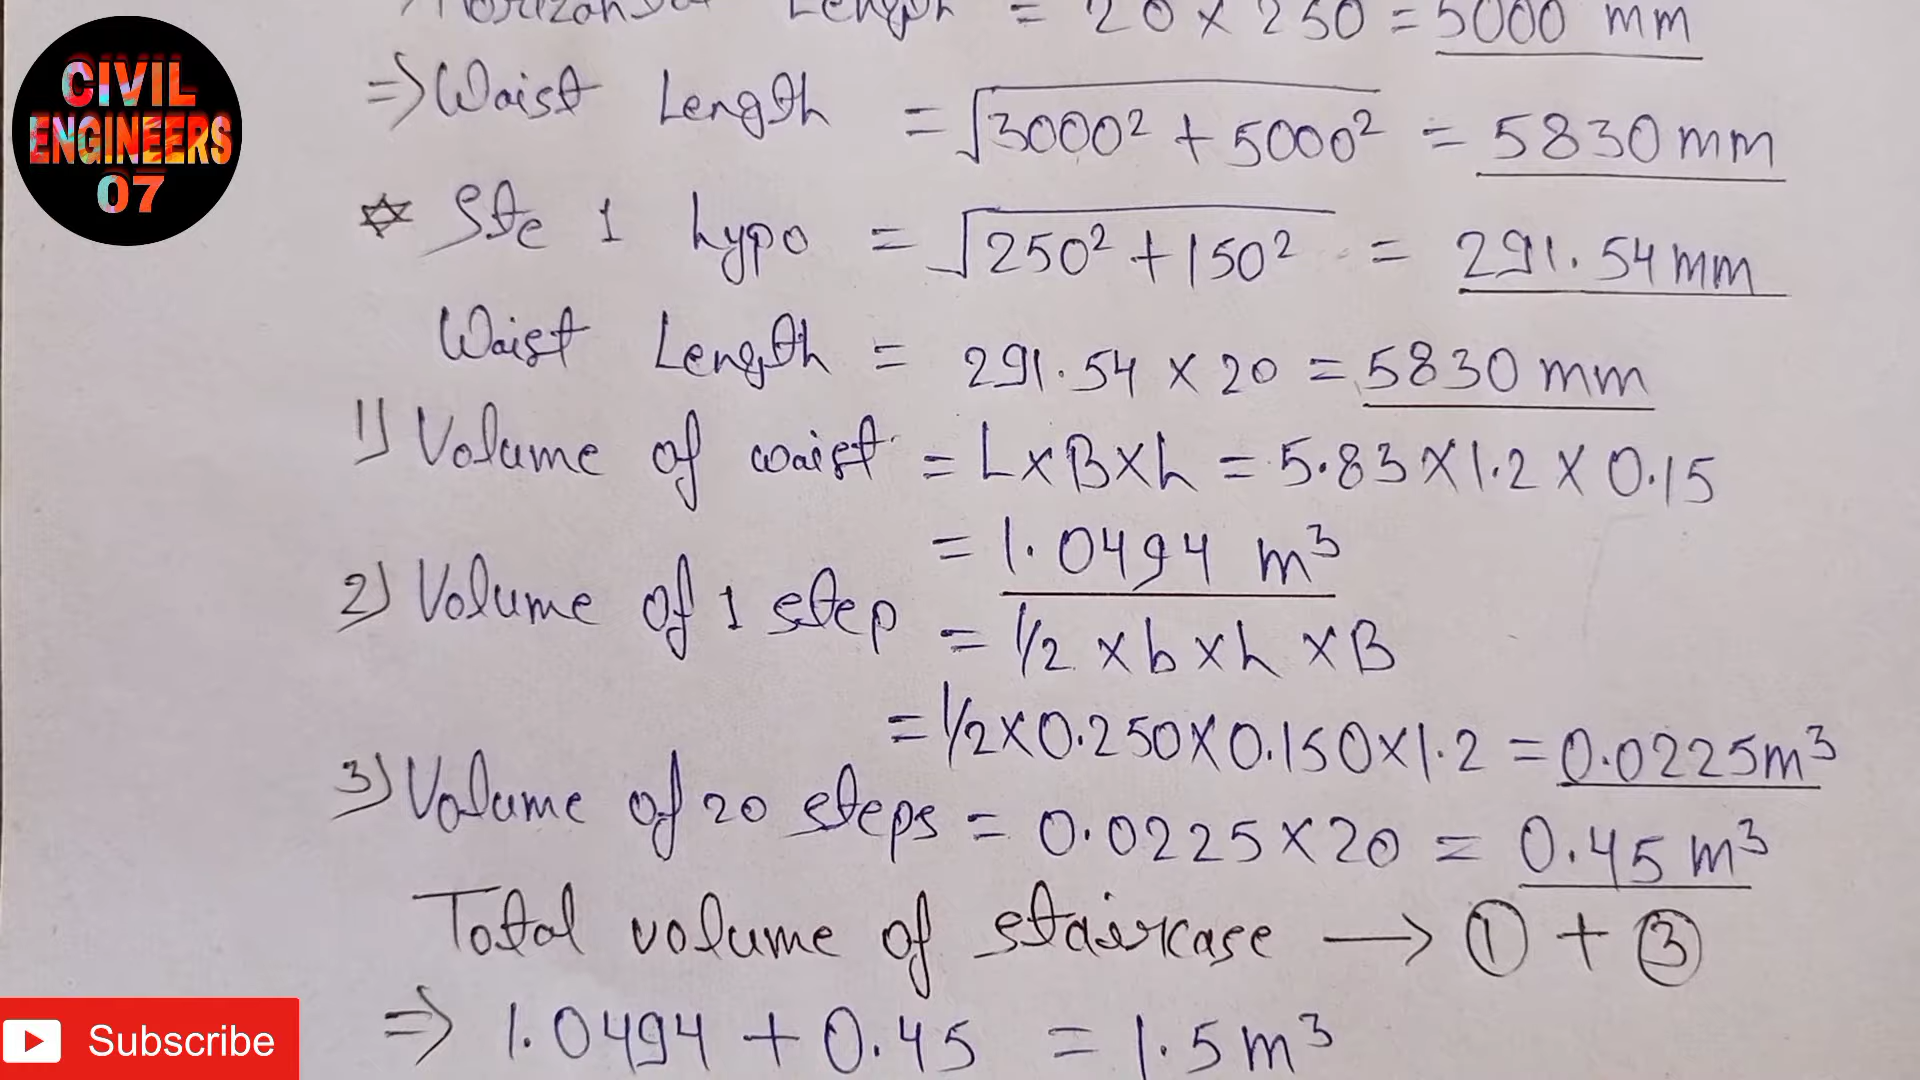 CIVIL
ENGINEERS
07
Horizontal Length = 20 x 250 = 5000 mm
=> Waist Length = √3000² + 5000² = 5830 mm
Ste 1 hypo = √250² + 150² = 291.54 mm
Waist Length = 291.54 x 20 = 5830 mm
1) Volume of waist = L x B x h = 5.83 x 1.2 x 0.15
= 1.0494 m³
2) Volume of 1 step = 1/2 x b x h x B
= 1/2 x 0.250 x 0.150 x 1.2 = 0.0225 m³
3) Volume of 20 steps = 0.0225 x 20 = 0.45 m³
Total volume of staircase → ① + ③
=> 1.0494 + 0.45 = 1.5 m³
Subscribe